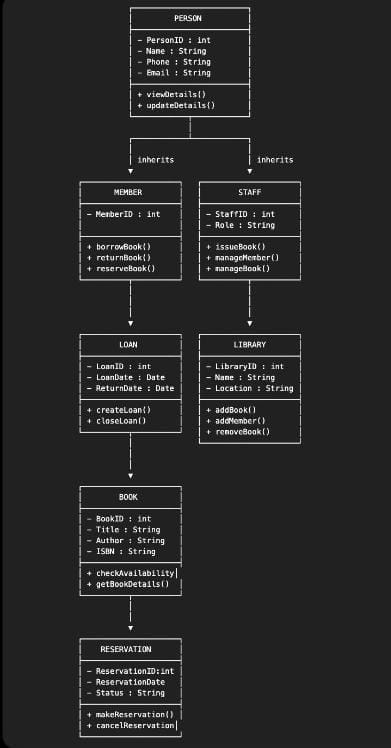 PERSON
- PersonID : int
- Name : String
- Phone : String
- Email : String
+ viewDetails()
+ updateDetails()
inherits
inherits
MEMBER
- MemberID : int
+ borrowBook()
+ returnBook()
+ reserveBook()
STAFF
- StaffID : int
- Role : String
+ issueBook()
+ manageMember()
+ manageBook()
LOAN
- LoanID : int
- LoanDate : Date
- ReturnDate : Date
+ createLoan()
+ closeLoan()
LIBRARY
- LibraryID : int
- Name : String
- Location : String
+ addBook()
+ addMember()
+ removeBook()
BOOK
- BookID : int
- Title : String
- Author : String
- ISBN : String
+ checkAvailability
+ getBookDetails()
RESERVATION
- ReservationID:int
- ReservationDate
- Status : String
+ makeReservation()
+ cancelReservation